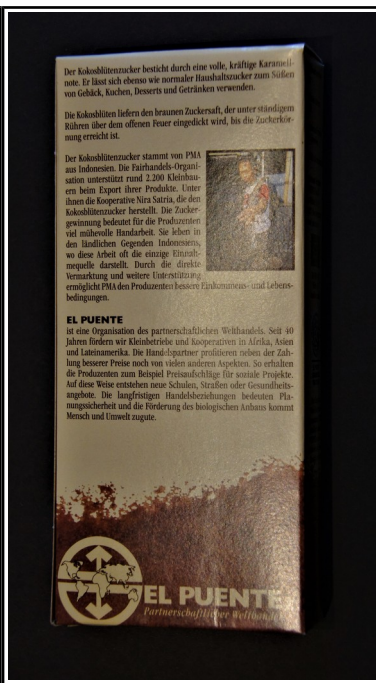 Der Kokosblütenzucker besticht durch eine volle, kräftige Karamell-
note. Er lässt sich ebenso wie normaler Haushaltszucker zum Süßen
von Gebäck, Kuchen, Desserts und Getränken verwenden.
Die Kokosblüten liefern den braunen Zuckersaft, der unter ständigem
Rühren über dem offenen Feuer eingedickt wird, bis die Zuckerkör-
nung erreicht ist.
Der Kokosblütenzucker stammt von PMA
aus Indonesien. Die Fairhandels-Organi-
sation unterstützt rund 2.200 Kleinbau-
ern beim Export ihrer Produkte. Unter
ihnen die Kooperative Nira Satria, die den
Kokosblütenzucker herstellt. Die Zucker-
gewinnung bedeutet für die Produzenten
viel mühevolle Handarbeit. Sie leben in
den ländlichen Gegenden Indonesiens,
wo diese Arbeit oft die einzige Einnah-
mequelle darstellt. Durch die direkte
Vermarktung und weitere Unterstützung
ermöglicht PMA den Produzenten bessere Einkommens- und Lebens-
bedingungen.
EL PUENTE
ist eine Organisation des partnerschaftlichen Welthandels. Seit 40
Jahren fördern wir Kleinbetriebe und Kooperativen in Afrika, Asien
und Lateinamerika. Die Handelspartner profitieren neben der Zah-
lung besserer Preise noch von vielen anderen Aspekten. So erhalten
die Produzenten zum Beispiel Preisaufschläge für soziale Projekte.
Auf diese Weise entstehen neue Schulen, Straßen oder Gesundheits-
angebote. Die langfristigen Handelsbeziehungen bedeuten Pla-
nungssicherheit und die Förderung des biologischen Anbaus kommt
Mensch und Umwelt zugute.
EL PUENTE
Partnerschaftlicher Welthandel